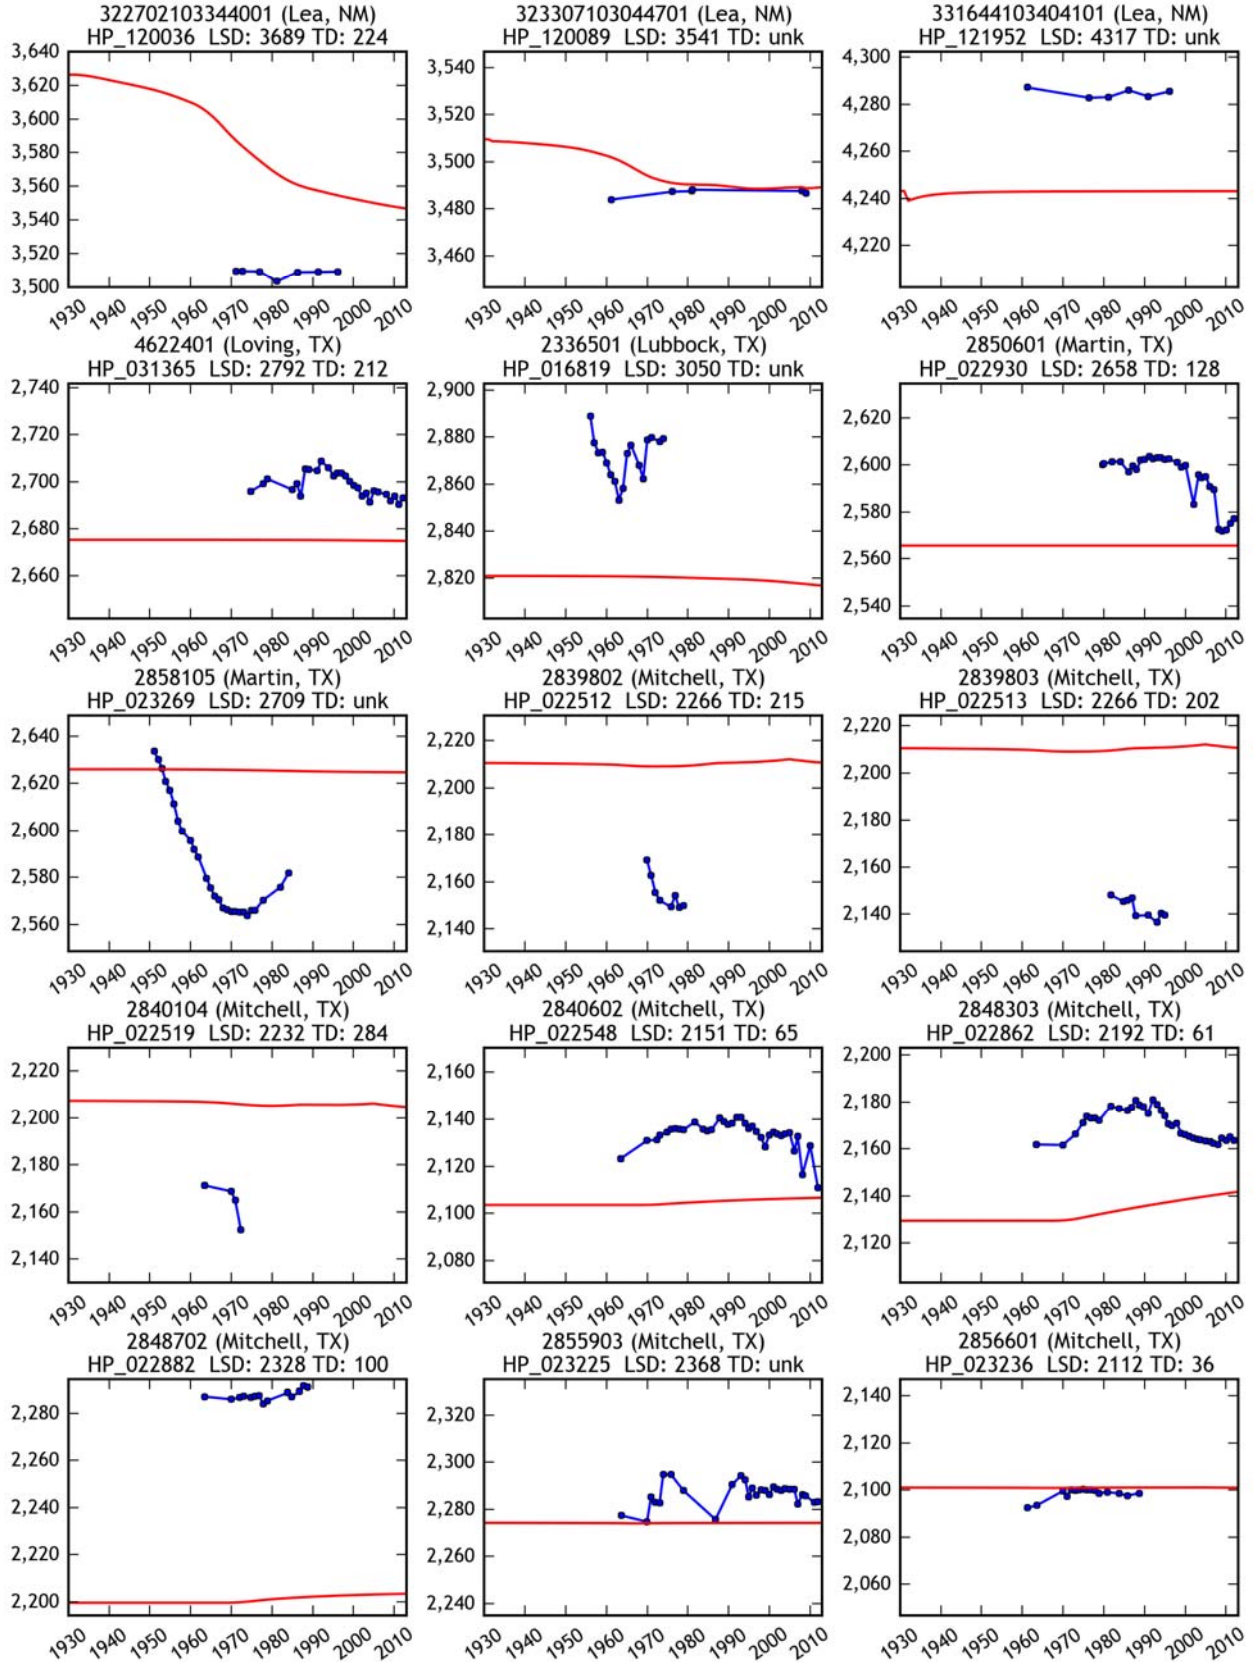 322702103344001 (Lea, NM)
HP_120036 LSD: 3689 TD: 224
3,640
3,620
3,600
3,580
3,560
3,540
3,520
3,500
1930 1940 1950 1960 1970 1980 1990 2000 2010
323307103044701 (Lea, NM)
HP_120089 LSD: 3541 TD: unk
3,540
3,520
3,500
3,480
3,460
1930 1940 1950 1960 1970 1980 1990 2000 2010
331644103404101 (Lea, NM)
HP_121952 LSD: 4317 TD: unk
4,300
4,280
4,260
4,240
4,220
1930 1940 1950 1960 1970 1980 1990 2000 2010
4622401 (Loving, TX)
HP_031365 LSD: 2792 TD: 212
2,740
2,720
2,700
2,680
2,660
1930 1940 1950 1960 1970 1980 1990 2000 2010
2336501 (Lubbock, TX)
HP_016819 LSD: 3050 TD: unk
2,900
2,880
2,860
2,840
2,820
1930 1940 1950 1960 1970 1980 1990 2000 2010
2850601 (Martin, TX)
HP_022930 LSD: 2658 TD: 128
2,620
2,600
2,580
2,560
2,540
1930 1940 1950 1960 1970 1980 1990 2000 2010
2858105 (Martin, TX)
HP_023269 LSD: 2709 TD: unk
2,640
2,620
2,600
2,580
2,560
1930 1940 1950 1960 1970 1980 1990 2000 2010
2839802 (Mitchell, TX)
HP_022512 LSD: 2266 TD: 215
2,220
2,200
2,180
2,160
2,140
1930 1940 1950 1960 1970 1980 1990 2000 2010
2839803 (Mitchell, TX)
HP_022513 LSD: 2266 TD: 202
2,220
2,200
2,180
2,160
2,140
1930 1940 1950 1960 1970 1980 1990 2000 2010
2840104 (Mitchell, TX)
HP_022519 LSD: 2232 TD: 284
2,220
2,200
2,180
2,160
2,140
1930 1940 1950 1960 1970 1980 1990 2000 2010
2840602 (Mitchell, TX)
HP_022548 LSD: 2151 TD: 65
2,160
2,140
2,120
2,100
2,080
1930 1940 1950 1960 1970 1980 1990 2000 2010
2848303 (Mitchell, TX)
HP_022862 LSD: 2192 TD: 61
2,200
2,180
2,160
2,140
2,120
1930 1940 1950 1960 1970 1980 1990 2000 2010
2848702 (Mitchell, TX)
HP_022882 LSD: 2328 TD: 100
2,280
2,260
2,240
2,220
2,200
1930 1940 1950 1960 1970 1980 1990 2000 2010
2855903 (Mitchell, TX)
HP_023225 LSD: 2368 TD: unk
2,320
2,300
2,280
2,260
2,240
1930 1940 1950 1960 1970 1980 1990 2000 2010
2856601 (Mitchell, TX)
HP_023236 LSD: 2112 TD: 36
2,140
2,120
2,100
2,080
2,060
1930 1940 1950 1960 1970 1980 1990 2000 2010